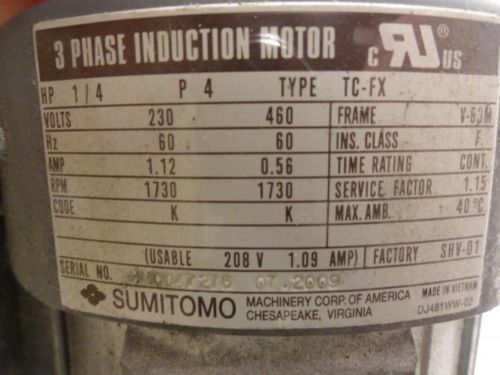 3 PHASE INDUCTION MOTOR c RU US
HP 1/4 P 4 TYPE TC-FX
VOLTS 230 460 FRAME V-63M
Hz 60 60 INS. CLASS F
AMP 1.12 0.56 TIME RATING CONT.
RPM 1730 1730 SERVICE FACTOR 1.15
CODE K K MAX. AMB. 40°C
(USABLE 208 V 1.09 AMP) FACTORY SHV-01
SERIAL NO. 07.2009
SUMITOMO MACHINERY CORP. OF AMERICA MADE IN VIETNAM
CHESAPEAKE, VIRGINIA DJ481WW-02